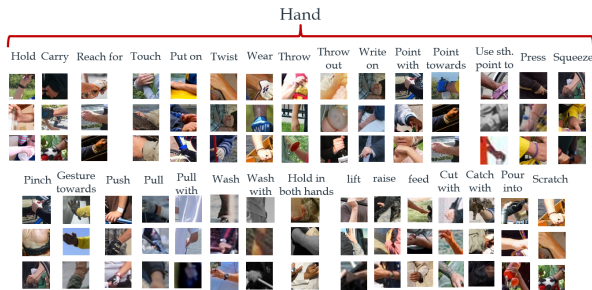 Hand
Hold Carry Reach for Touch Put on Twist Wear Throw Throw out Write on Point with Point towards Use sth. point to Press Squeeze
Pinch Gesture towards Push Pull Pull with Wash Wash with Hold in both hands lift raise feed Cut with Catch with Pour into Scratch